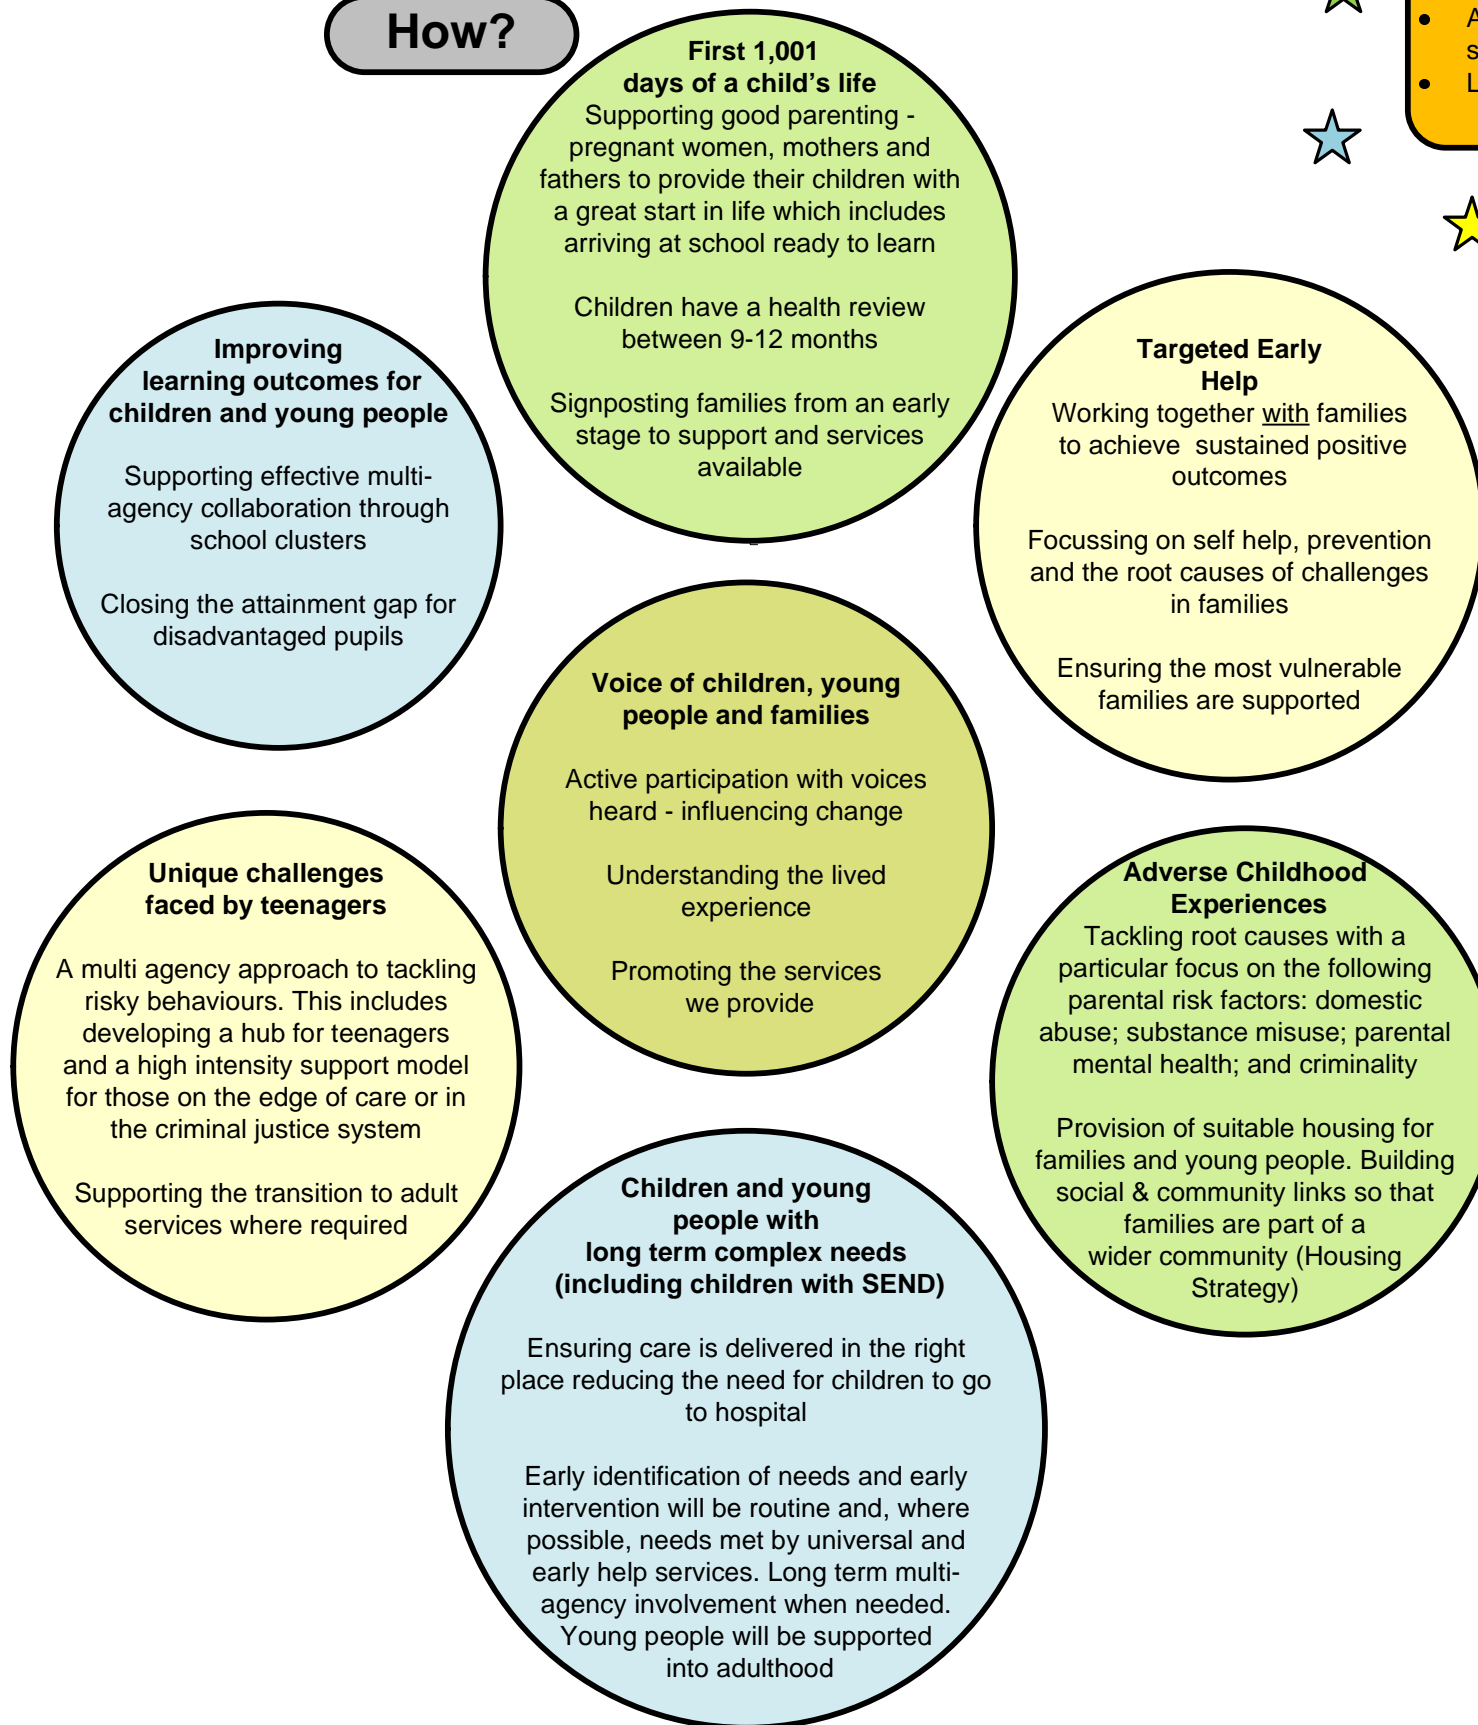 How?
A
s
L
First 1,001
days of a child's life
Supporting good parenting -
pregnant women, mothers and
fathers to provide their children with
a great start in life which includes
arriving at school ready to learn
Children have a health review
between 9-12 months
Signposting families from an early
stage to support and services
available
Improving
learning outcomes for
children and young people
Supporting effective multi-
agency collaboration through
school clusters
Closing the attainment gap for
disadvantaged pupils
Targeted Early
Help
Working together with families
to achieve  sustained positive
outcomes
Focussing on self help, prevention
and the root causes of challenges
in families
Ensuring the most vulnerable
families are supported
Voice of children, young
people and families
Active participation with voices
heard - influencing change
Understanding the lived
experience
Promoting the services
we provide
Unique challenges
faced by teenagers
A multi agency approach to tackling
risky behaviours. This includes
developing a hub for teenagers
and a high intensity support model
for those on the edge of care or in
the criminal justice system
Supporting the transition to adult
services where required
Adverse Childhood
Experiences
Tackling root causes with a
particular focus on the following
parental risk factors: domestic
abuse; substance misuse; parental
mental health; and criminality
Provision of suitable housing for
families and young people. Building
social & community links so that
families are part of a
wider community (Housing
Strategy)
Children and young
people with
long term complex needs
(including children with SEND)
Ensuring care is delivered in the right
place reducing the need for children to go
to hospital
Early identification of needs and early
intervention will be routine and, where
possible, needs met by universal and
early help services. Long term multi-
agency involvement when needed.
Young people will be supported
into adulthood